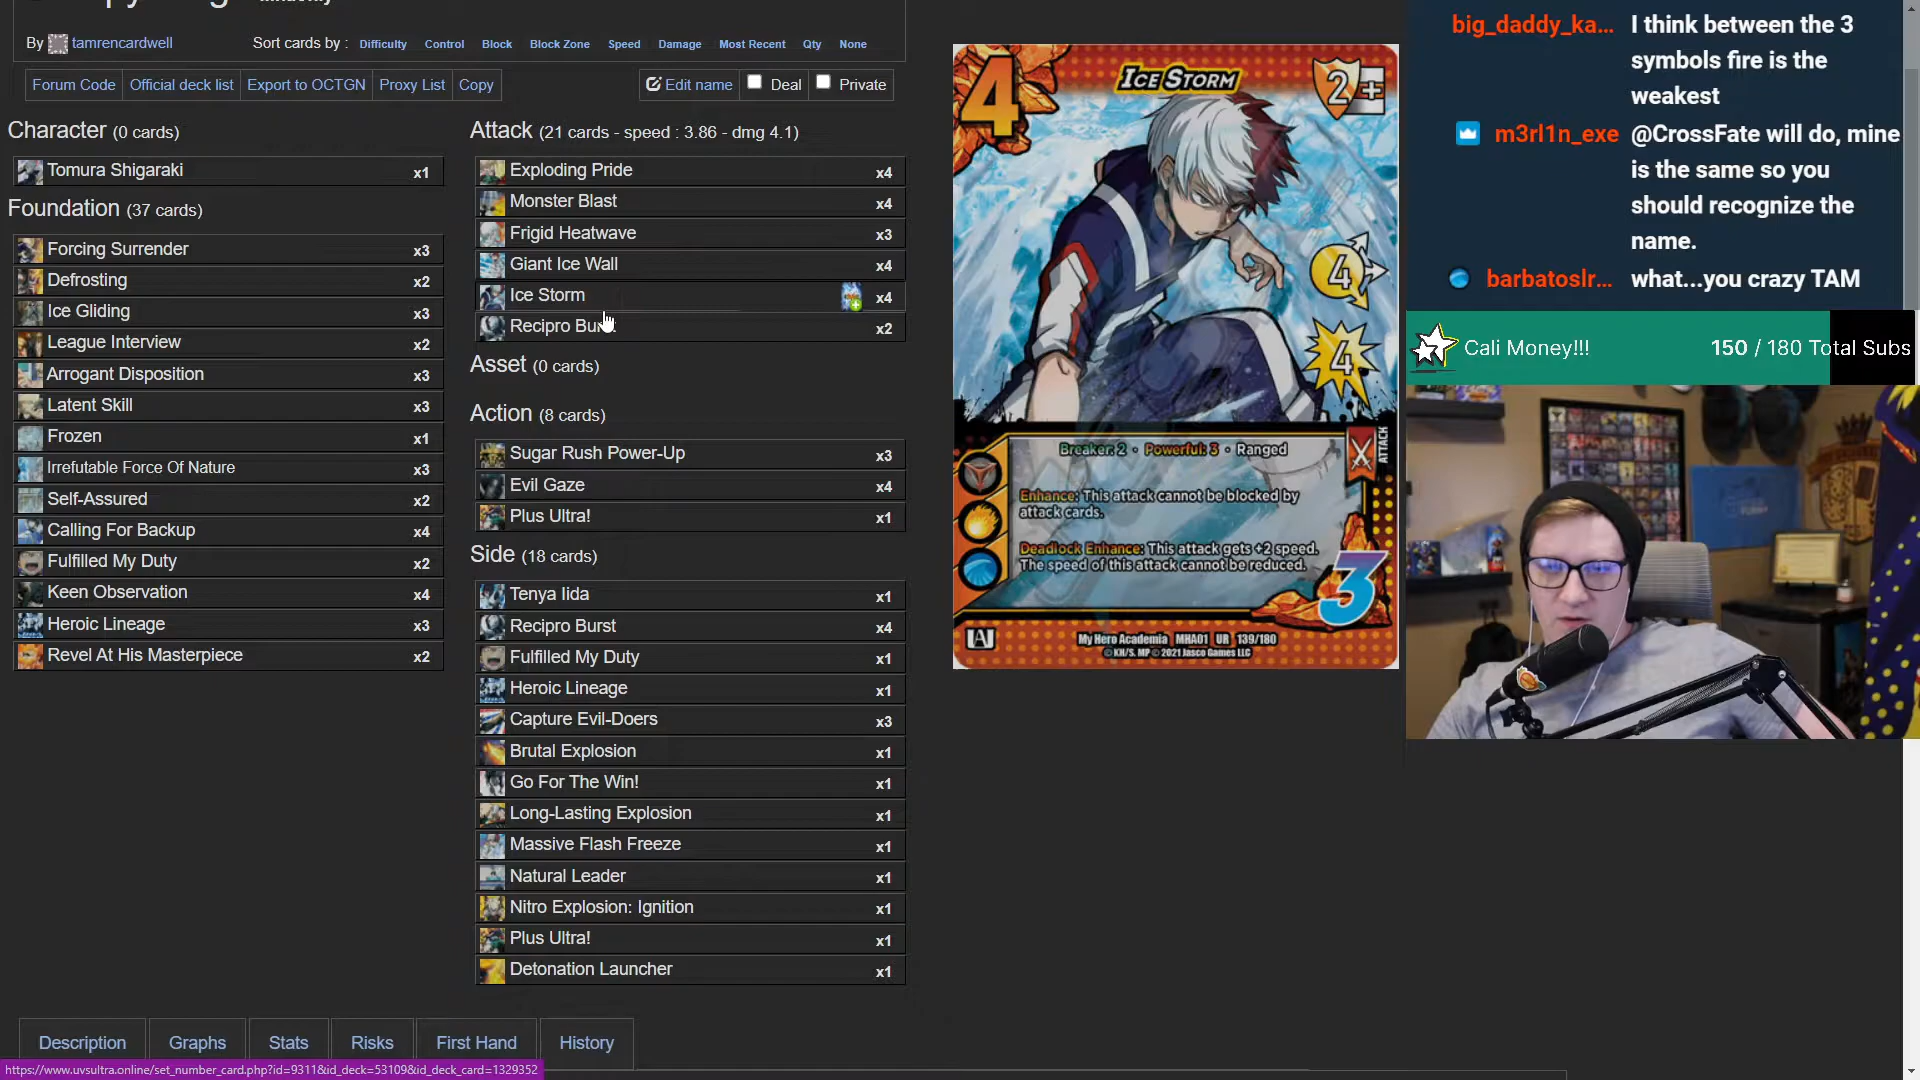 By tamrencardwell
Sort cards by : Difficulty Control Block Block Zone Speed Damage Most Recent Qty None
Forum Code Official deck list Export to OCTGN Proxy List Copy Edit name Deal Private
Character (0 cards)
Tomura Shigaraki x1
Foundation (37 cards)
Forcing Surrender x3
Defrosting x2
Ice Gliding x3
League Interview x2
Arrogant Disposition x3
Latent Skill x3
Frozen x1
Irrefutable Force Of Nature x3
Self-Assured x2
Calling For Backup x4
Fulfilled My Duty x2
Keen Observation x4
Heroic Lineage x3
Revel At His Masterpiece x2
Attack (21 cards - speed : 3.86 - dmg 4.1)
Exploding Pride x4
Monster Blast x4
Frigid Heatwave x3
Giant Ice Wall x4
Ice Storm x4
Recipro Burst x2
Asset (0 cards)
Action (8 cards)
Sugar Rush Power-Up x3
Evil Gaze x4
Plus Ultra! x1
Side (18 cards)
Tenya Iida x1
Recipro Burst x4
Fulfilled My Duty x1
Heroic Lineage x1
Capture Evil-Doers x3
Brutal Explosion x1
Go For The Win! x1
Long-Lasting Explosion x1
Massive Flash Freeze x1
Natural Leader x1
Nitro Explosion: Ignition x1
Plus Ultra! x1
Detonation Launcher x1
Description Graphs Stats Risks First Hand History
https://www.uvsultra.online/set_number_card.php?id=9311&id_deck=53109&id_deck_card=1329352
4
ICE STORM
2+
4
4
Breaker: 2 • Powerful: 3 • Ranged
ATTACK
Enhance: This attack cannot be blocked by
attack cards.
Deadlock Enhance: This attack gets +2 speed.
The speed of this attack cannot be reduced.
3
My Hero Academia MHA01 UR 139/180
© KH/S. MP © 2021 Jasco Games LLC
big_daddy_ka... I think between the 3
symbols fire is the
weakest
m3rl1n_exe @CrossFate will do, mine
is the same so you
should recognize the
name.
barbatoslr... what...you crazy TAM
Cali Money!!! 150 / 180 Total Subs